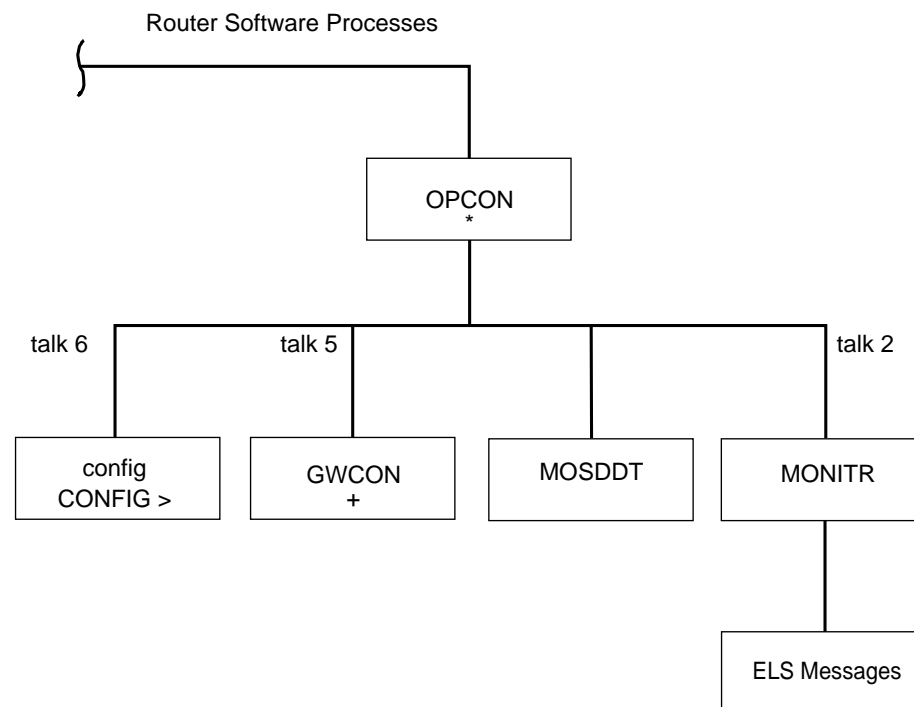 Router Software Processes
OPCON
*
talk 6
talk 5
talk 2
config
CONFIG >
GWCON
+
MOSDDT
MONITR
ELS Messages